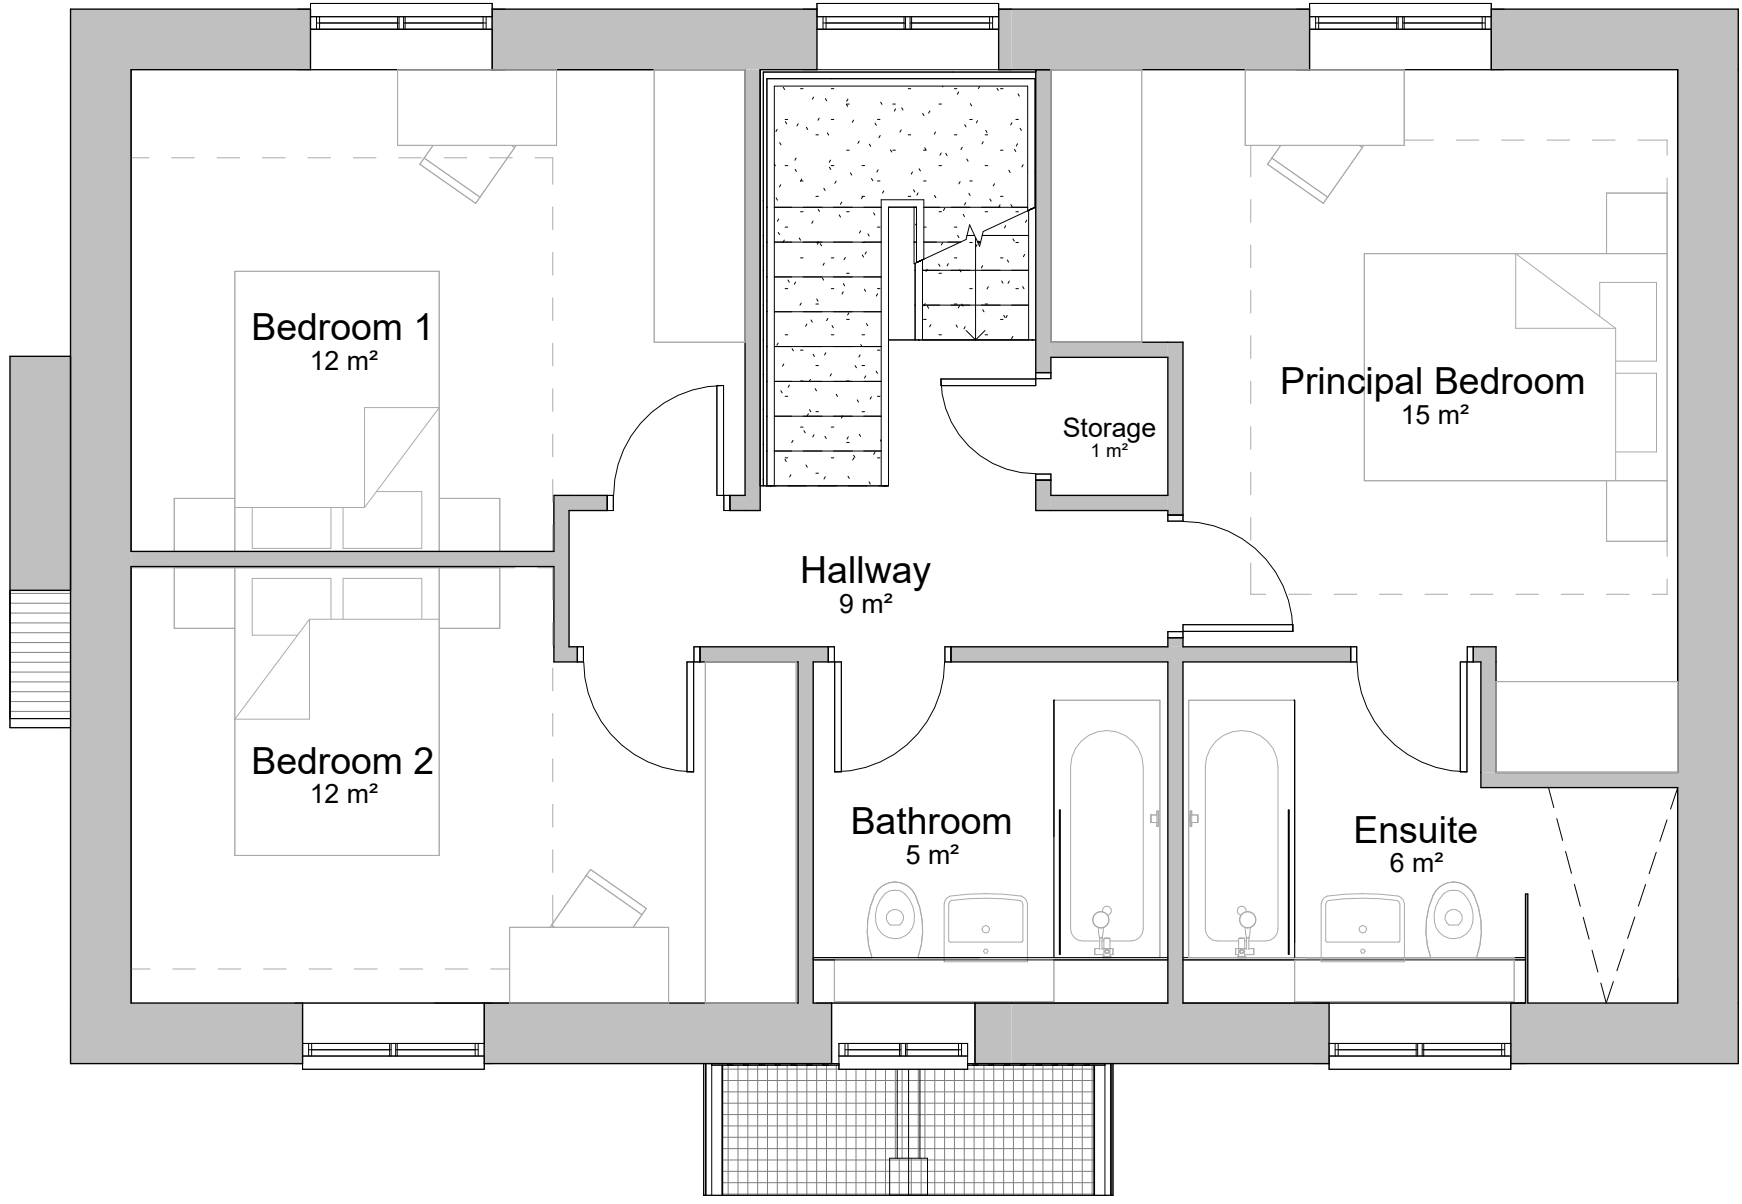 Bedroom 1
12 m²
Principal Bedroom
15 m²
Storage
1 m²
Hallway
9 m²
Bedroom 2
12 m²
Bathroom
5 m²
Ensuite
6 m²